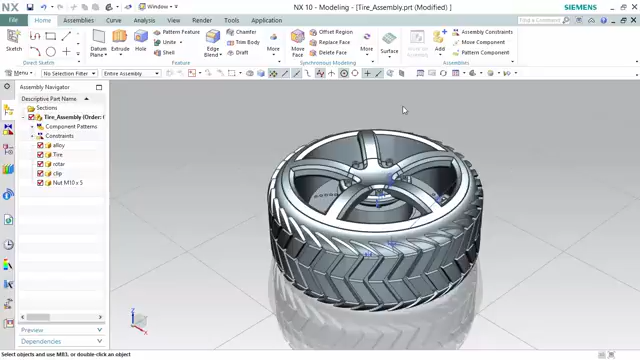 NX
Window
NX 10 - Modeling - [Tire_Assembly.prt (Modified) ]
SIEMENS
File
Home
Assemblies
Curve
Analysis
View
Render
Tools
Application
Find a Command
Sketch
Direct Sketch
Datum
Plane
Extrude
Hole
Pattern Feature
Unite
Shell
Edge
Blend
Chamfer
Trim Body
Draft
More
Feature
Move
Face
Offset Region
Replace Face
Delete Face
More
Synchronous Modeling
Surface
Add
Assembly Constraints
Move Component
Pattern Component
Assemblies
Menu
No Selection Filter
Entire Assembly
Assembly Navigator
Descriptive Part Name
Sections
Tire_Assembly (Order: 
Component Patterns
Constraints
alloy
Tire
rotar
clip
Nut M10 x 5
Preview
Dependencies
Z
X
Select objects and use MB3, or double-click an object